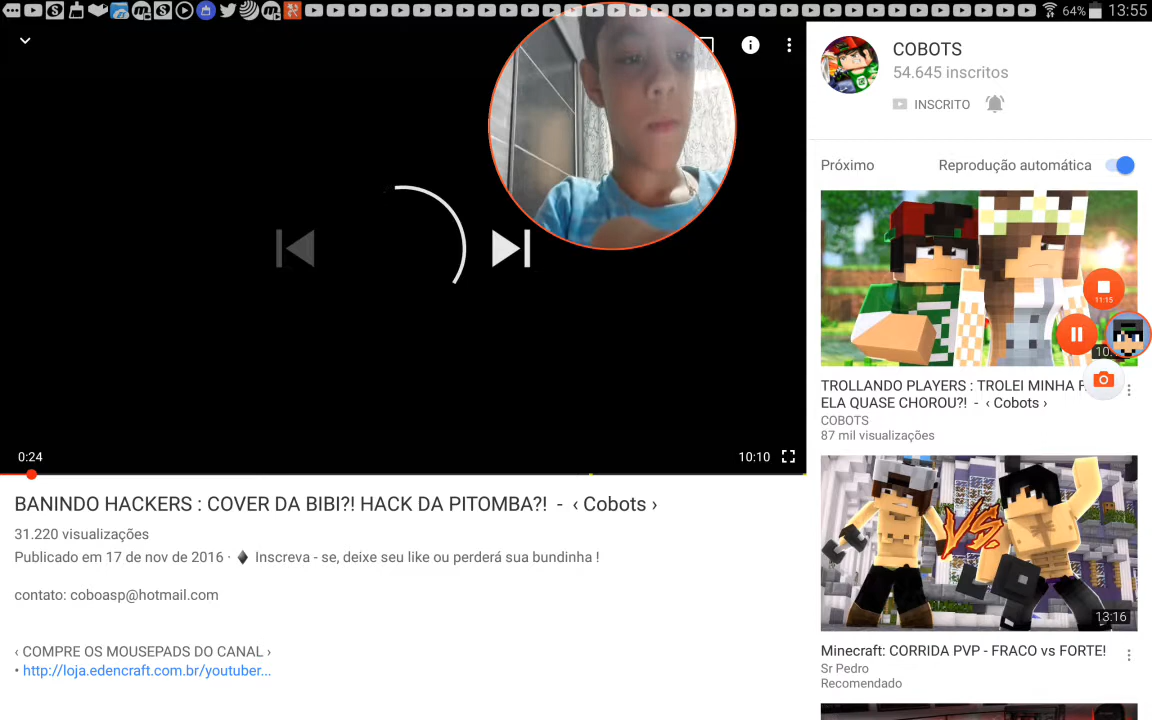 64% 13:55
COBOTS
54.645 inscritos
INSCRITO
Próximo
Reprodução automática
11:15
0:24
10:10
TROLLANDO PLAYERS : TROLEI MINHA
ELA QUASE CHOROU?! - ‹ Cobots ›
COBOTS
87 mil visualizações
BANINDO HACKERS : COVER DA BIBI?! HACK DA PITOMBA?! - ‹ Cobots ›
31.220 visualizações
Publicado em 17 de nov de 2016 · ♦ Inscreva - se, deixe seu like ou perderá sua bundinha !
contato: coboasp@hotmail.com
‹ COMPRE OS MOUSEPADS DO CANAL ›
• http://loja.edencraft.com.br/youtuber...
VS
13:16
Minecraft: CORRIDA PVP - FRACO vs FORTE!
Sr Pedro
Recomendado